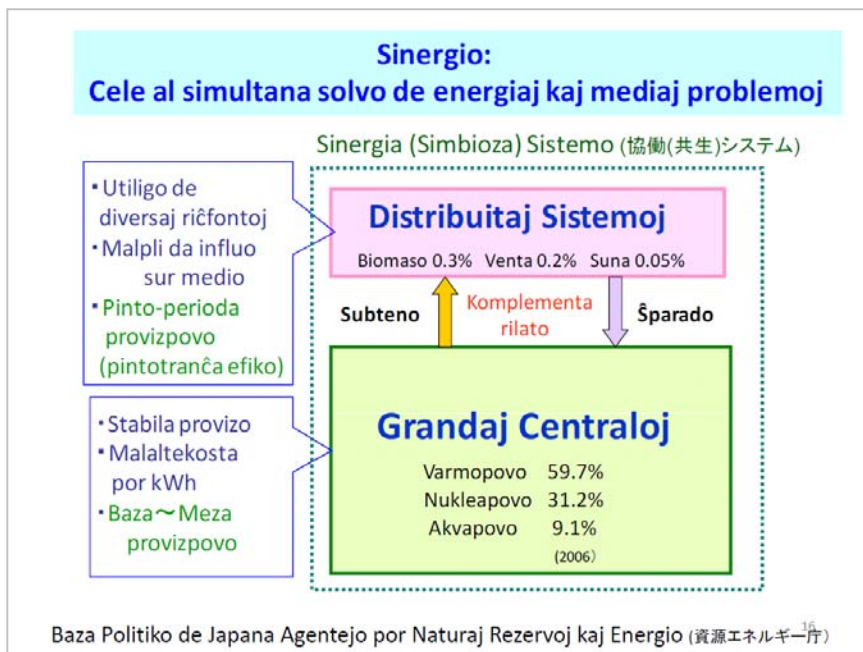 Sinergio:
Cele al simultana solvo de energiaj kaj mediaj problemoj
Sinergia (Simbioza) Sistemo (協働(共生)システム)
▪Utiligo de
diversaj riĉfontoj
▪Malpli da influo
sur medio
▪Pinto-perioda
provizpovo
(pintotranĉa efiko)
Distribuitaj Sistemoj
Biomaso 0.3% Venta 0.2% Suna 0.05%
Subteno
Komplementa
rilato
Ŝparado
▪Stabila provizo
▪Malaltekosta
por kWh
▪Baza～Meza
provizpovo
Grandaj Centraloj
Varmopovo 59.7%
Nukleapovo 31.2%
Akvapovo 9.1%
(2006)
16
Baza Politiko de Japana Agentejo por Naturaj Rezervoj kaj Energio (資源エネルギー庁)